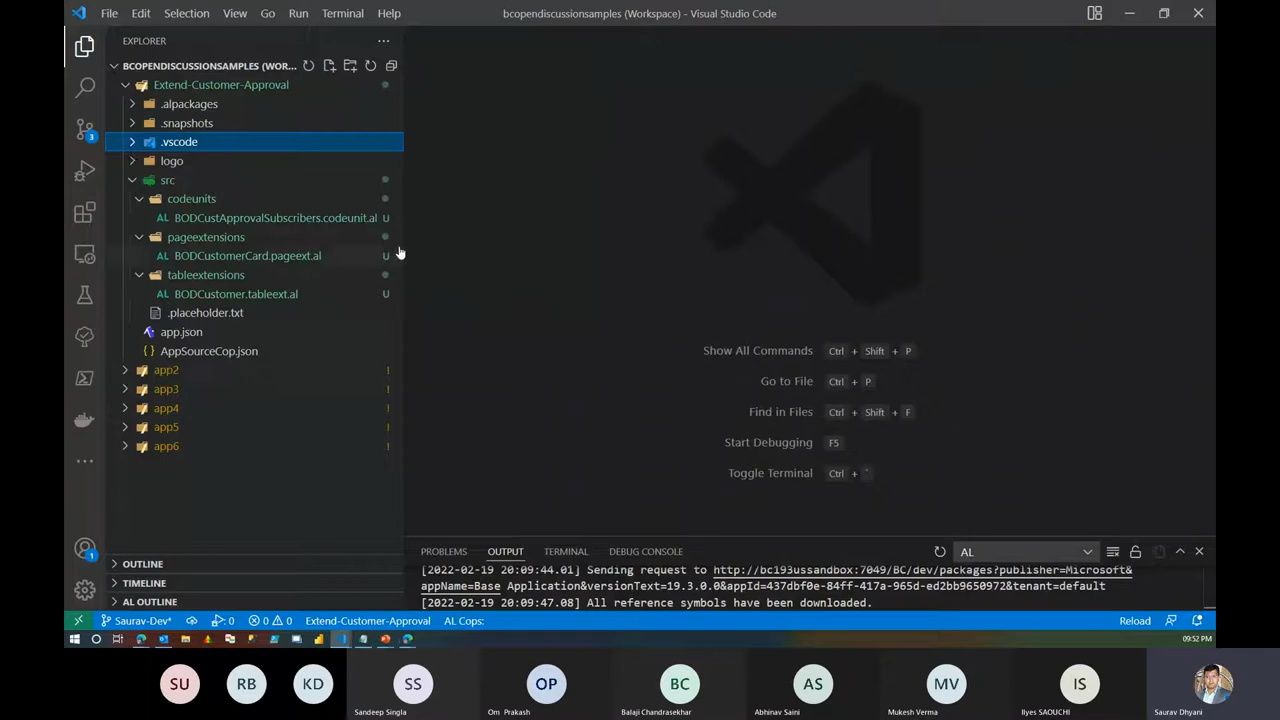 File Edit Selection View Go Run Terminal Help
bcopendiscussionsamples (Workspace) - Visual Studio Code
EXPLORER
BCOPENDISCUSSIONSAMPLES (WOR...
Extend-Customer-Approval
.alpackages
.snapshots
.vscode
logo
src
codeunits
AL BODCustApprovalSubscribers.codeunit.al U
pageextensions
AL BODCustomerCard.pageext.al U
tableextensions
AL BODCustomer.tableext.al U
.placeholder.txt
app.json
{} AppSourceCop.json
app2 !
app3 !
app4 !
app5 !
app6 !
OUTLINE
TIMELINE
AL OUTLINE
3
1
Show All Commands Ctrl + Shift + P
Go to File Ctrl + P
Find in Files Ctrl + Shift + F
Start Debugging F5
Toggle Terminal Ctrl + `
PROBLEMS OUTPUT TERMINAL DEBUG CONSOLE
AL
[2022-02-19 20:09:44.01] Sending request to http://bc193ussandbox:7049/BC/dev/packages?publisher=Microsoft&
appName=Base Application&versionText=19.3.0.0&appId=437dbf0e-84ff-417a-965d-ed2bb9650972&tenant=default
[2022-02-19 20:09:47.08] All reference symbols have been downloaded.
Saurav-Dev* 0 0 0 Extend-Customer-Approval AL Cops: Reload
09:52 PM
SU RB KD SS OP BC AS MV IS
Sandeep Singla Om Prakash Balaji Chandrasekhar Abhinav Saini Mukesh Verma Ilyes SAOUCHI Saurav Dhyani